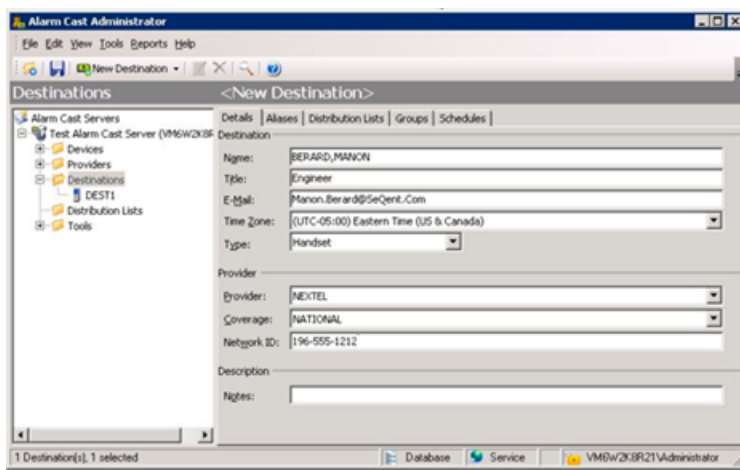 Alarm Cast Administrator
File Edit View Tools Reports Help
New Destination
Destinations
<New Destination>
Alarm Cast Servers
Test Alarm Cast Server (VM6W2K8R
Devices
Providers
Destinations
DEST1
Distribution Lists
Tools
Details Aliases Distribution Lists Groups Schedules
Destination
Name: BERARD,MANON
Title: Engineer
E-Mail: Manon.Berard@SeQent.Com
Time Zone: (UTC-05:00) Eastern Time (US & Canada)
Type: Handset
Provider
Provider: NEXTEL
Coverage: NATIONAL
Network ID: 196-555-1212
Description
Notes:
1 Destination(s), 1 selected
Database
Service
VM6W2K8R21\Administrator